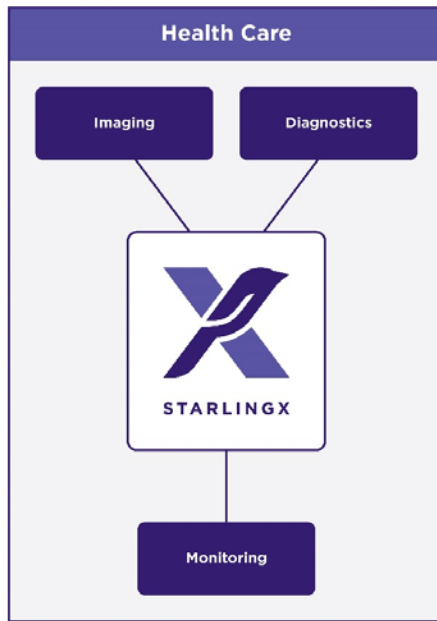 Health Care
Imaging
Diagnostics
STARLINGX
Monitoring